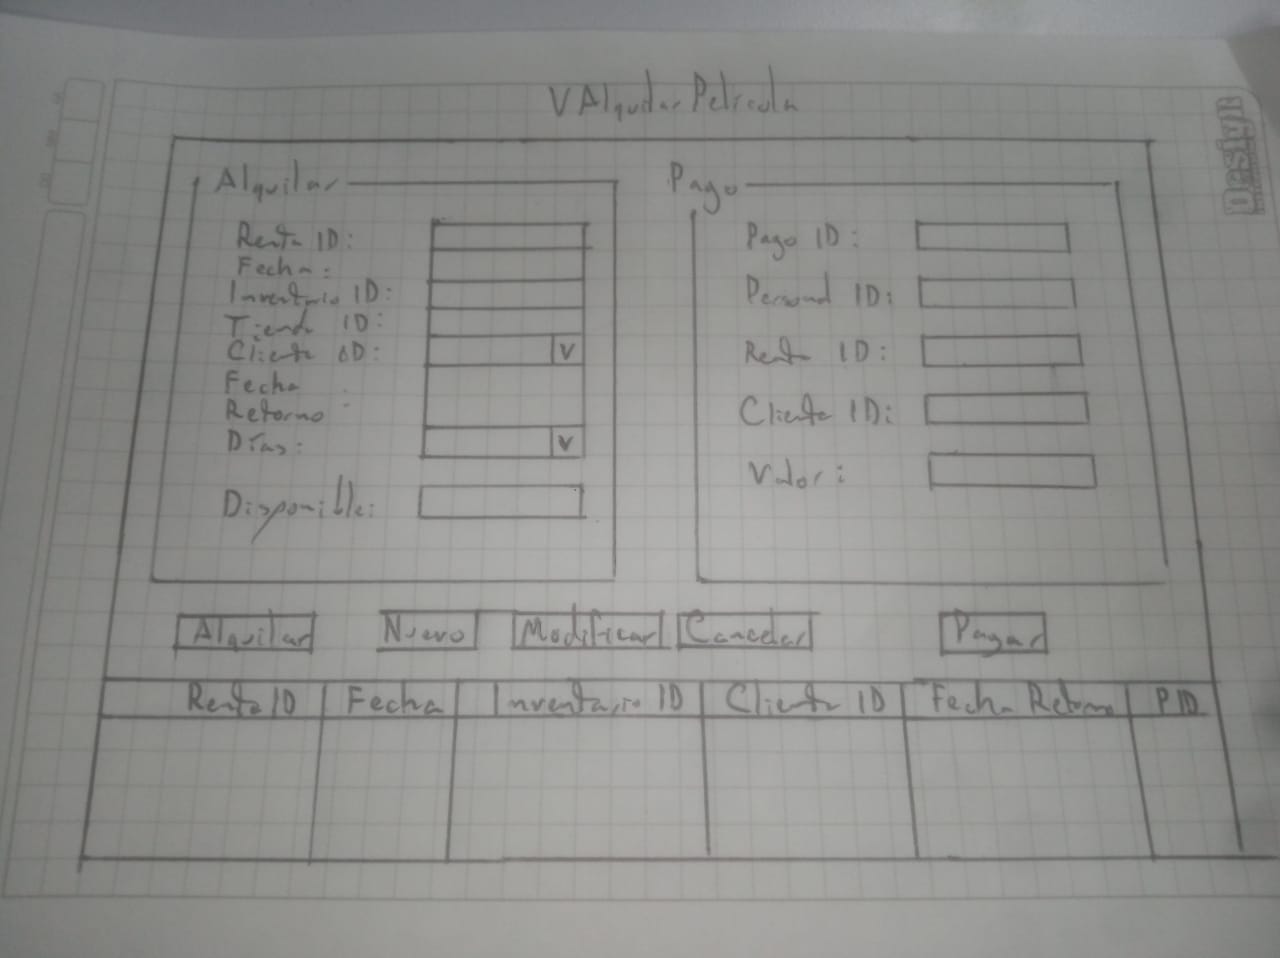 VAlquilar Pelicula
Alquilar
Renta ID:
Fecha:
Inventario ID:
Tienda ID:
Cliente ID:
Fecha
Retorno:
Días:
Disponible:
Pago
Pago ID:
Personal ID:
Renta ID:
Cliente ID:
Valor:
Alquilar Nuevo Modificar Cancelar Pagar
Renta ID Fecha Inventario ID Cliente ID Fecha Retorno PID